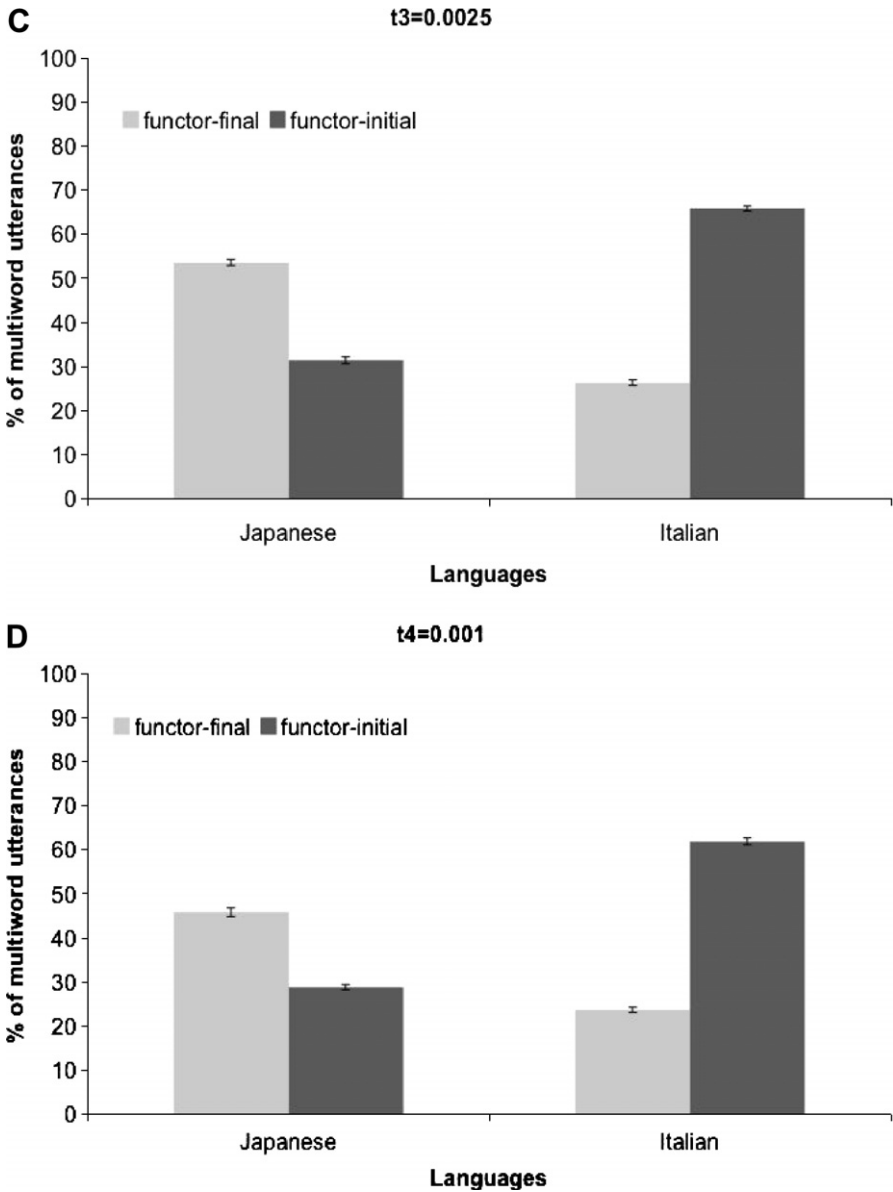 C
t3=0.0025
100
90
80
70
60
50
40
30
20
10
0
% of multiword utterances
functor-final functor-initial
Japanese Italian
Languages
D
t4=0.001
100
90
80
70
60
50
40
30
20
10
0
% of multiword utterances
functor-final functor-initial
Japanese Italian
Languages